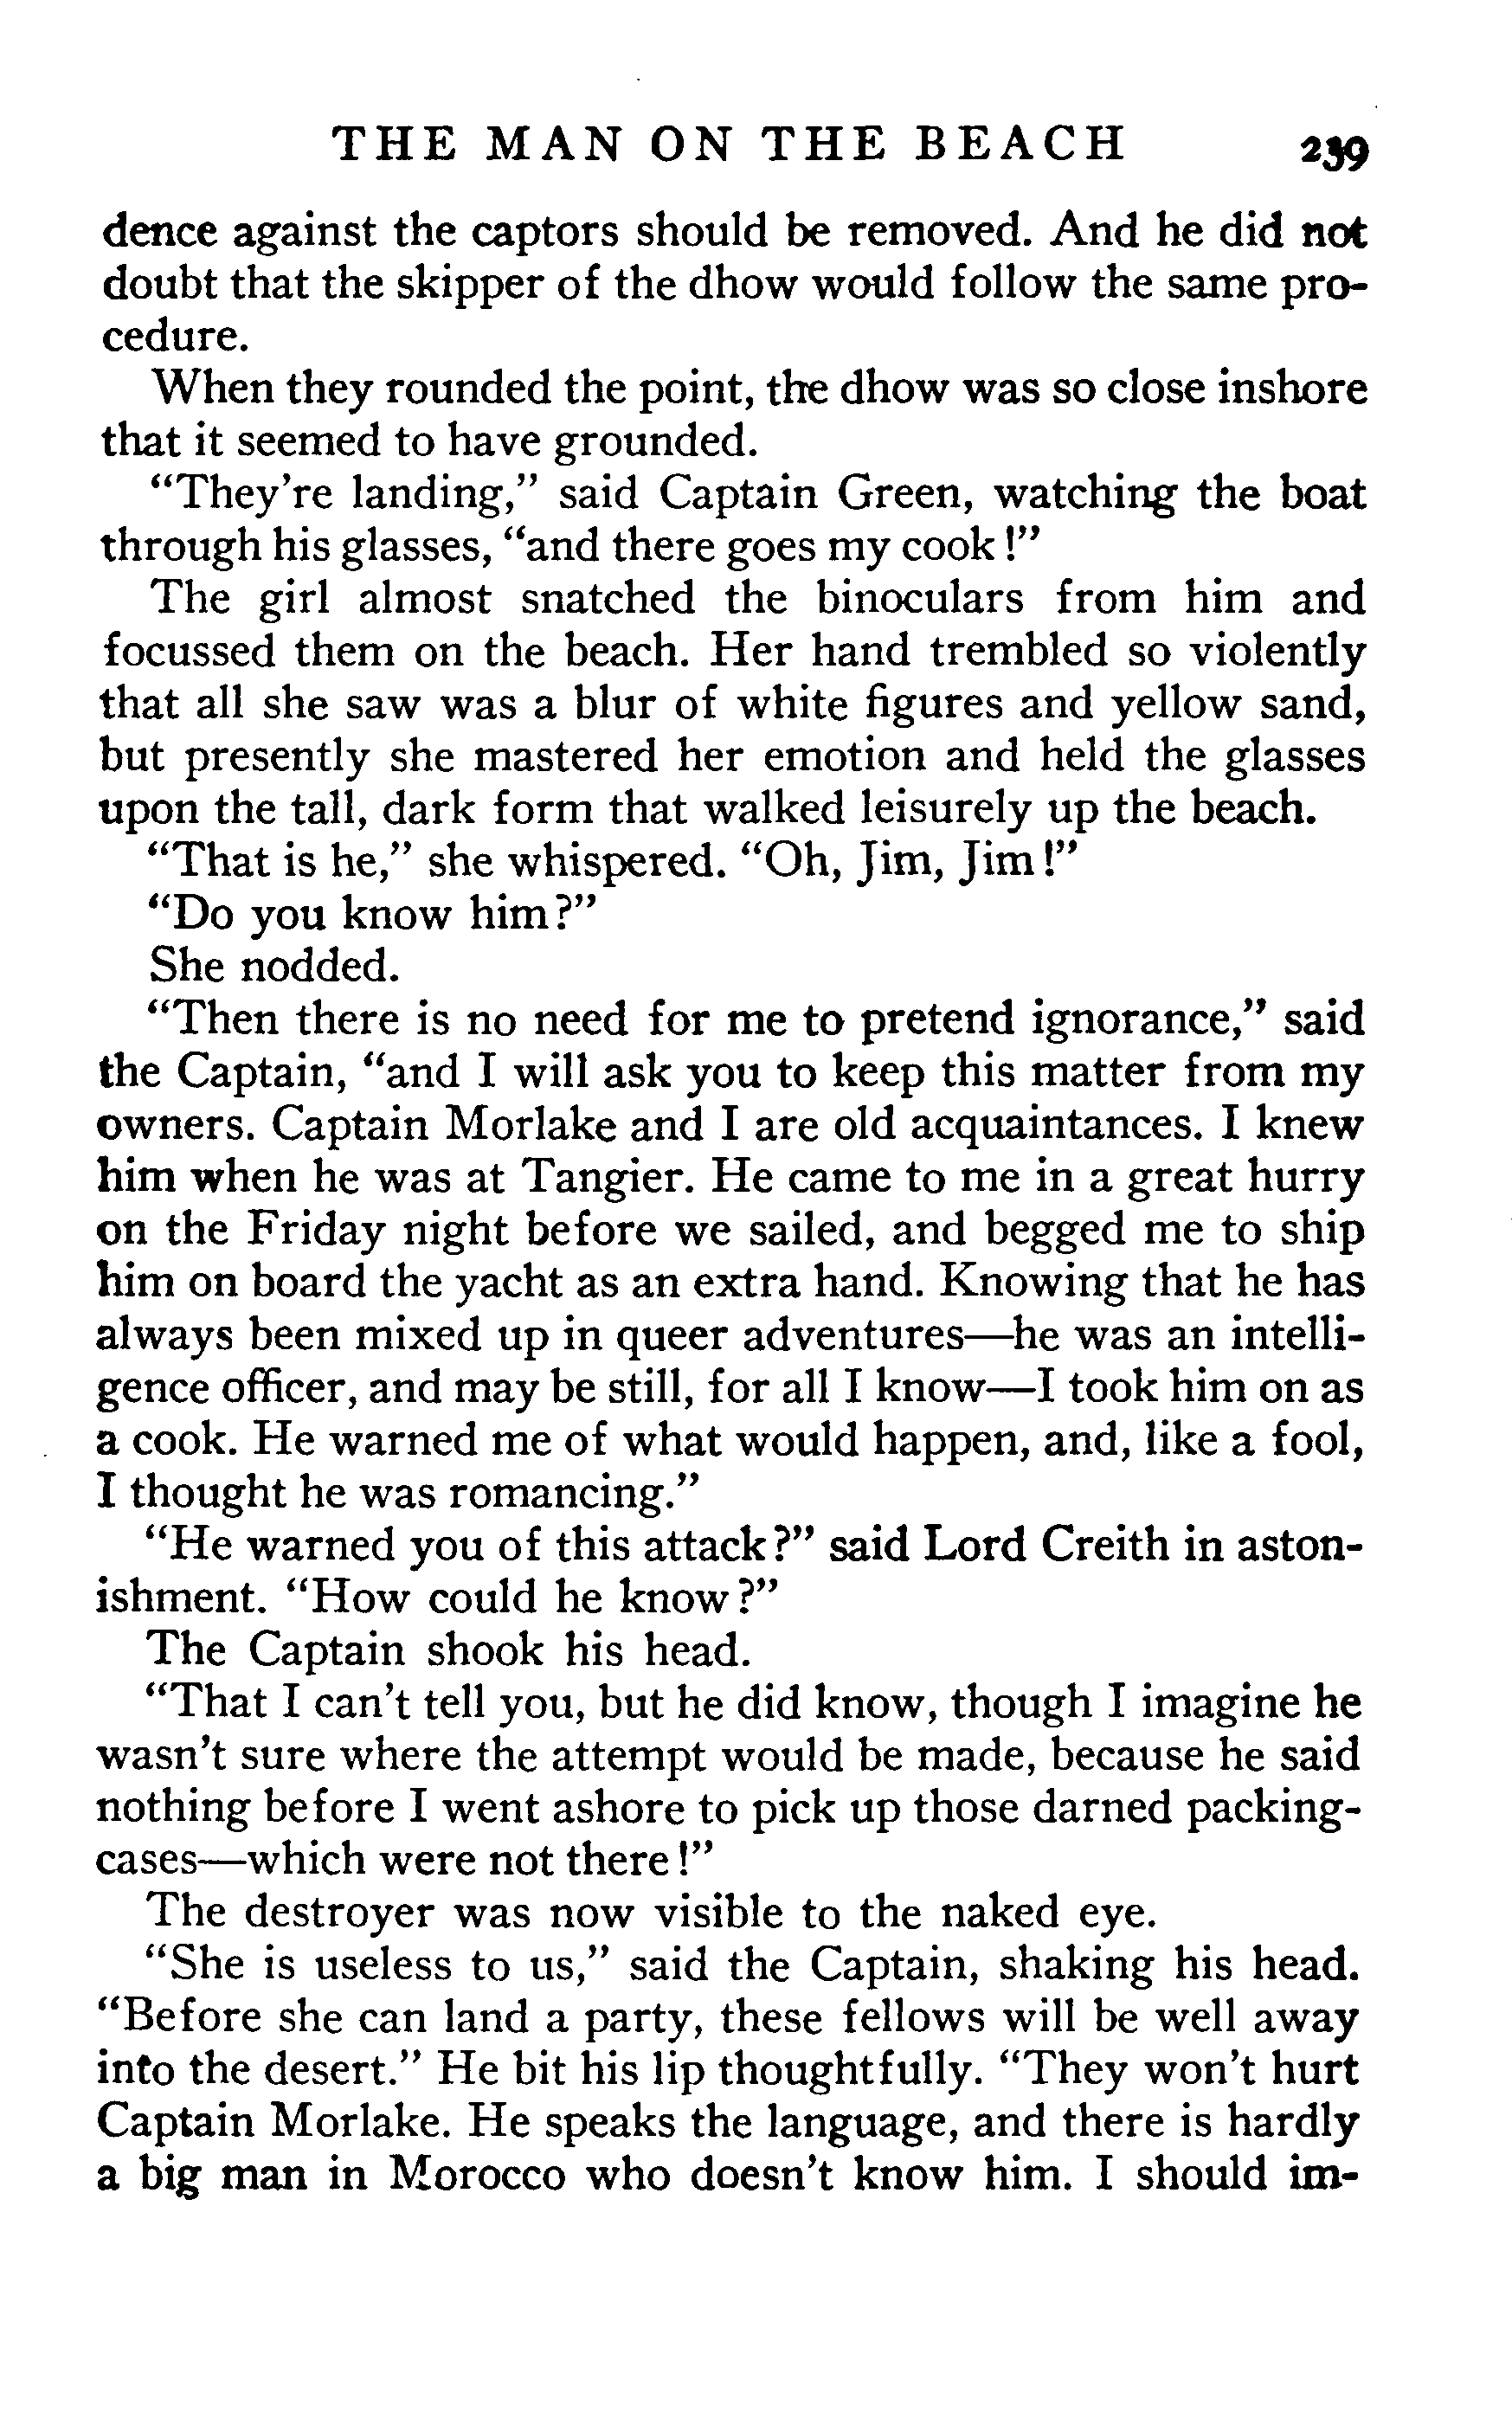 THE MAN ON THE BEACH 239
dence against the captors should be removed. And he did not
doubt that the skipper of the dhow would follow the same pro-
cedure.
When they rounded the point, the dhow was so close inshore
that it seemed to have grounded.
“They're landing,” said Captain Green, watching the boat
through his glasses, “and there goes my cook!”
The girl almost snatched the binoculars from him and
focussed them on the beach. Her hand trembled so violently
that all she saw was a blur of white figures and yellow sand,
but presently she mastered her emotion and held the glasses
upon the tall, dark form that walked leisurely up the beach.
“That is he,” she whispered. “Oh, Jim, Jim!”
“Do you know him?”
She nodded.
“Then there is no need for me to pretend ignorance,” said
the Captain, “and I will ask you to keep this matter from my
owners. Captain Morlake and I are old acquaintances. I knew
him when he was at Tangier. He came to me in a great hurry
on the Friday night before we sailed, and begged me to ship
him on board the yacht as an extra hand. Knowing that he has
always been mixed up in queer adventures—he was an intelli-
gence officer, and may be still, for all I know—I took him on as
a cook. He warned me of what would happen, and, like a fool,
I thought he was romancing.”
“He warned you of this attack?” said Lord Creith in aston-
ishment. “How could he know?”
The Captain shook his head.
“That I can't tell you, but he did know, though I imagine he
wasn't sure where the attempt would be made, because he said
nothing before I went ashore to pick up those darned packing-
cases—which were not there!”
The destroyer was now visible to the naked eye.
“She is useless to us,” said the Captain, shaking his head.
“Before she can land a party, these fellows will be well away
into the desert.” He bit his lip thoughtfully. “They won't hurt
Captain Morlake. He speaks the language, and there is hardly
a big man in Morocco who doesn't know him. I should im-